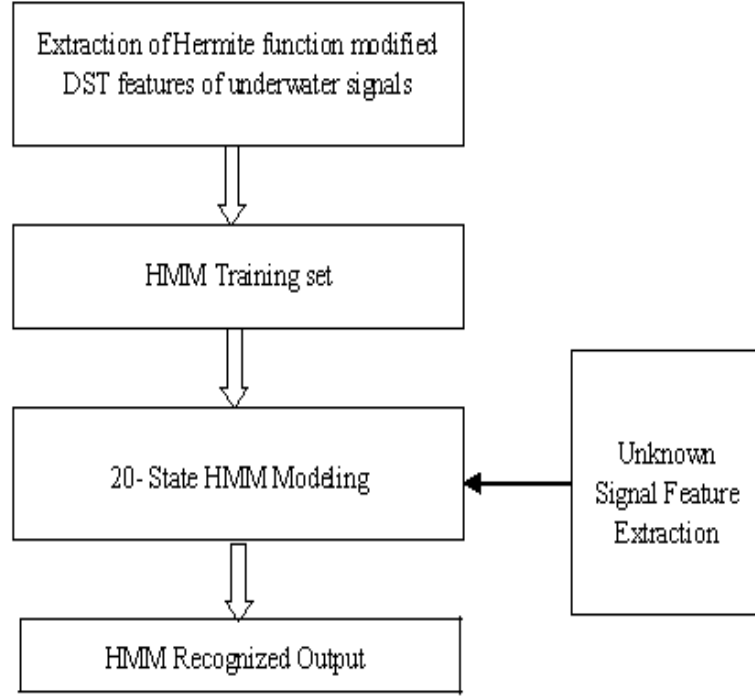 Extraction of Hermite function modified
DST features of underwater signals
HMM Training set
20- State HMM Modeling
Unknown
Signal Feature
Extraction
HMM Recognized Output